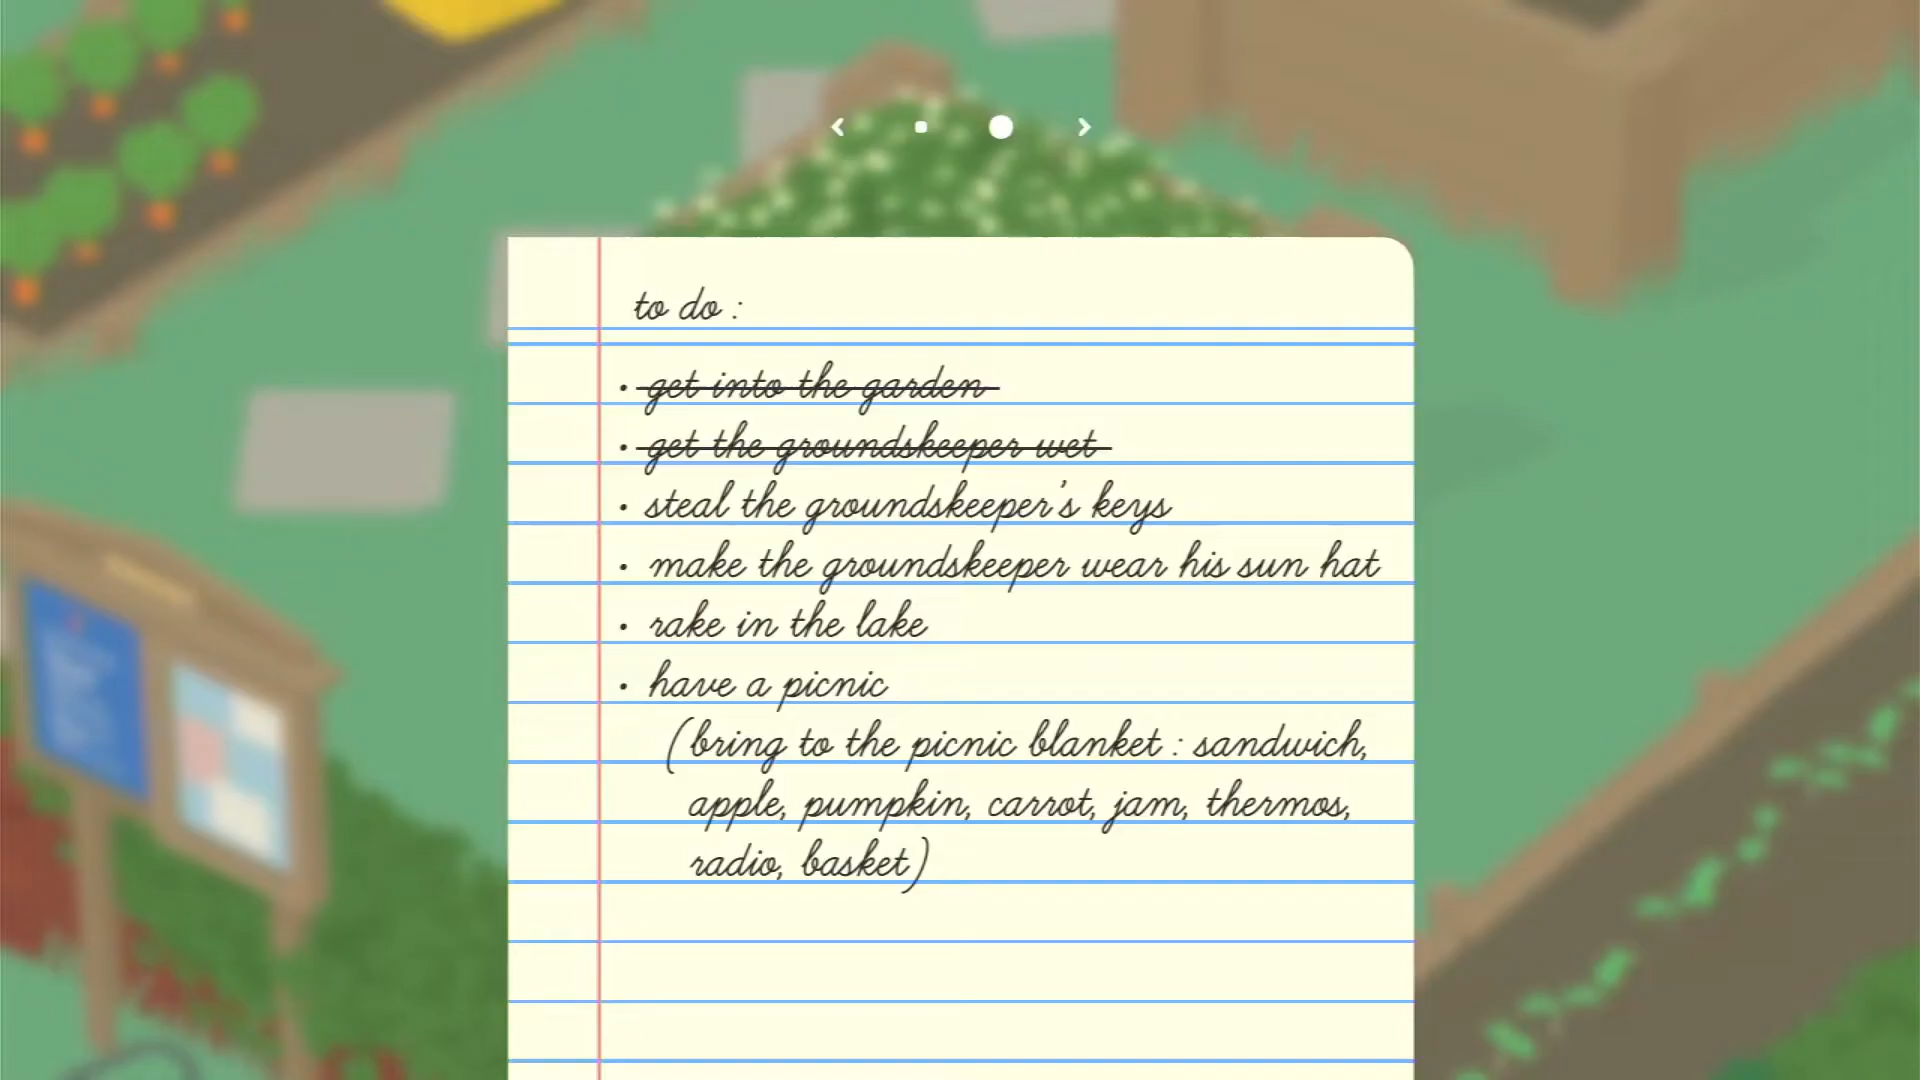 to do :
• get into the garden
• get the groundskeeper wet
• steal the groundskeeper's keys
• make the groundskeeper wear his sun hat
• rake in the lake
• have a picnic
(bring to the picnic blanket : sandwich,
apple, pumpkin, carrot, jam, thermos,
radio, basket)